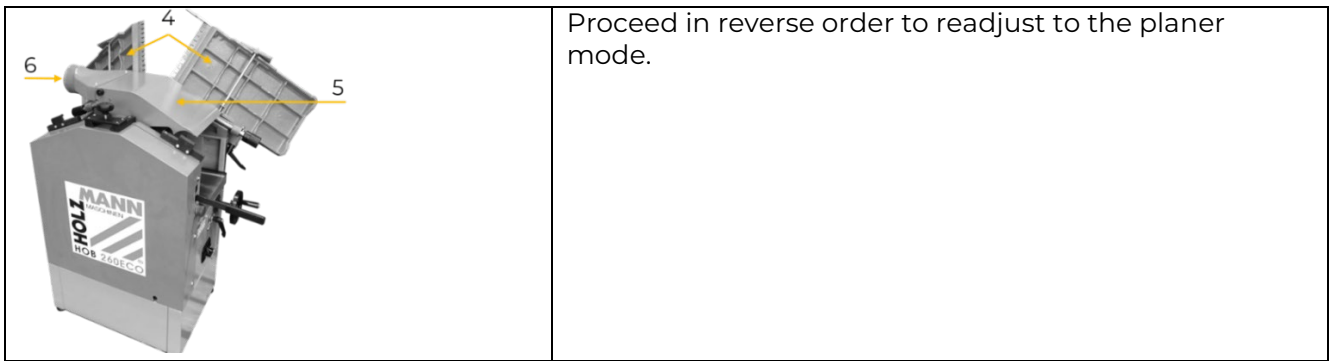 4
6
5
MANN
MASCHINEN
HOLZ
HOB 260ECO
Proceed in reverse order to readjust to the planer
mode.